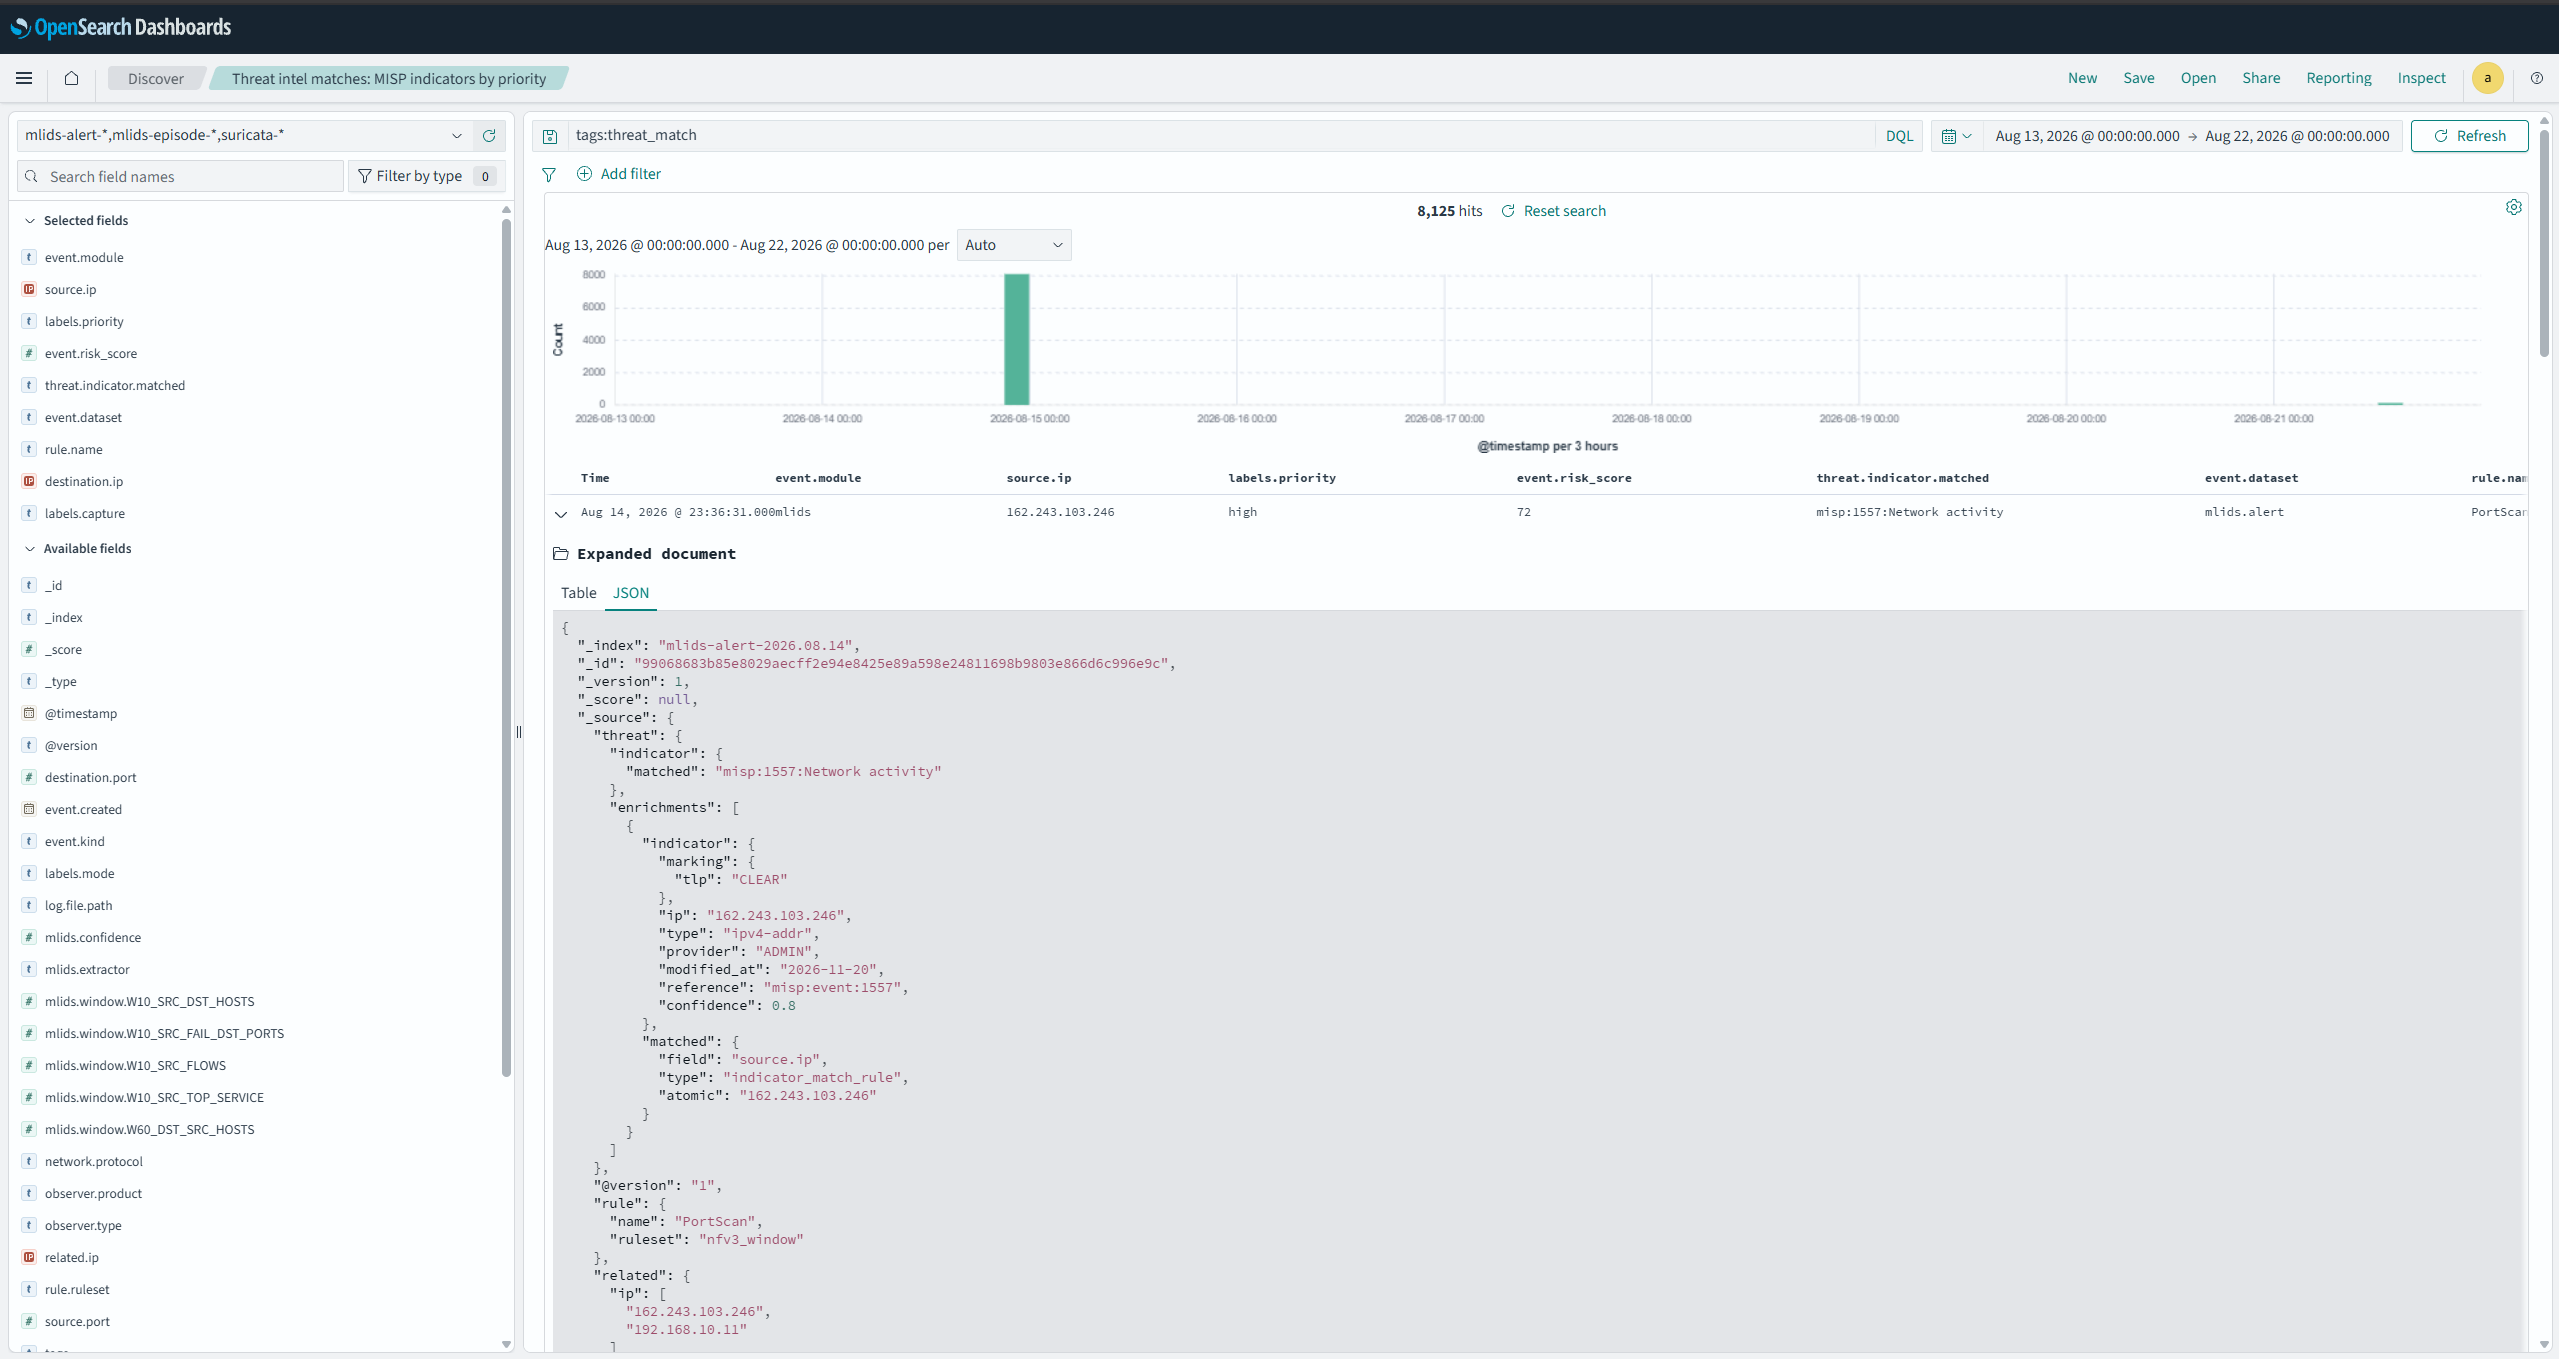 OpenSearch Dashboards
Discover
Threat intel matches: MISP indicators by priority
New
Save
Open
Share
Reporting
Inspect
a
mlids-alert-*,mlids-episode-*,suricata-*
Search field names
Filter by type 0
Selected fields
event.module
source.ip
labels.priority
event.risk_score
threat.indicator.matched
event.dataset
rule.name
destination.ip
labels.capture
Available fields
_id
_index
_score
_type
@timestamp
@version
destination.port
event.created
event.kind
labels.mode
log.file.path
mlids.confidence
mlids.extractor
mlids.window.W10_SRC_DST_HOSTS
mlids.window.W10_SRC_FAIL_DST_PORTS
mlids.window.W10_SRC_FLOWS
mlids.window.W10_SRC_TOP_SERVICE
mlids.window.W60_DST_SRC_HOSTS
network.protocol
observer.product
observer.type
related.ip
rule.ruleset
source.port
tags:threat_match
DQL
Aug 13, 2026 @ 00:00:00.000 → Aug 22, 2026 @ 00:00:00.000
Refresh
Add filter
8,125 hits
Reset search
Aug 13, 2026 @ 00:00:00.000 - Aug 22, 2026 @ 00:00:00.000 per Auto
Count
8000
6000
4000
2000
0
2026-08-13 00:00
2026-08-14 00:00
2026-08-15 00:00
2026-08-16 00:00
2026-08-17 00:00
2026-08-18 00:00
2026-08-19 00:00
2026-08-20 00:00
2026-08-21 00:00
@timestamp per 3 hours
Time event.module source.ip labels.priority event.risk_score threat.indicator.matched event.dataset rule.nam
Aug 14, 2026 @ 23:36:31.000 mlids 162.243.103.246 high 72 misp:1557:Network activity mlids.alert PortScan
Expanded document
Table
JSON
{
"_index": "mlids-alert-2026.08.14",
"_id": "99068683b85e8029aecff2e94e8425e89a598e24811698b9803e866d6c996e9c",
"_version": 1,
"_score": null,
"_source": {
"threat": {
"indicator": {
"matched": "misp:1557:Network activity"
},
"enrichments": [
{
"indicator": {
"marking": {
"tlp": "CLEAR"
},
"ip": "162.243.103.246",
"type": "ipv4-addr",
"provider": "ADMIN",
"modified_at": "2026-11-20",
"reference": "misp:event:1557",
"confidence": 0.8
},
"matched": {
"field": "source.ip",
"type": "indicator_match_rule",
"atomic": "162.243.103.246"
}
}
]
},
"@version": "1",
"rule": {
"name": "PortScan",
"ruleset": "nfv3_window"
},
"related": {
"ip": [
"162.243.103.246",
"192.168.10.11"
]